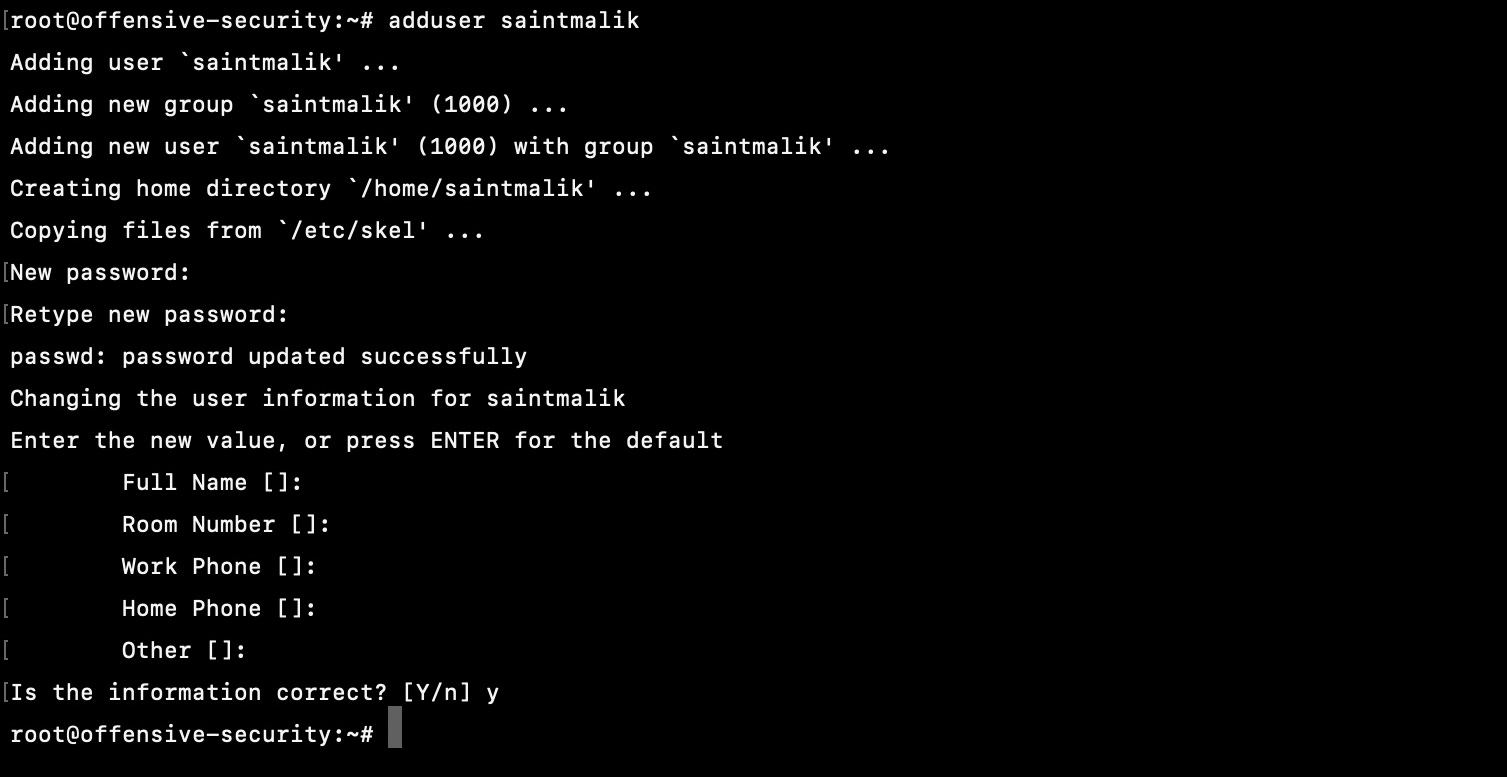 [root@offensive-security:~# adduser saintmalik
Adding user `saintmalik' ...
Adding new group `saintmalik' (1000) ...
Adding new user `saintmalik' (1000) with group `saintmalik' ...
Creating home directory `/home/saintmalik' ...
Copying files from `/etc/skel' ...
[New password:
[Retype new password:
passwd: password updated successfully
Changing the user information for saintmalik
Enter the new value, or press ENTER for the default
[        Full Name []:
[        Room Number []:
[        Work Phone []:
[        Home Phone []:
[        Other []:
[Is the information correct? [Y/n] y
root@offensive-security:~#